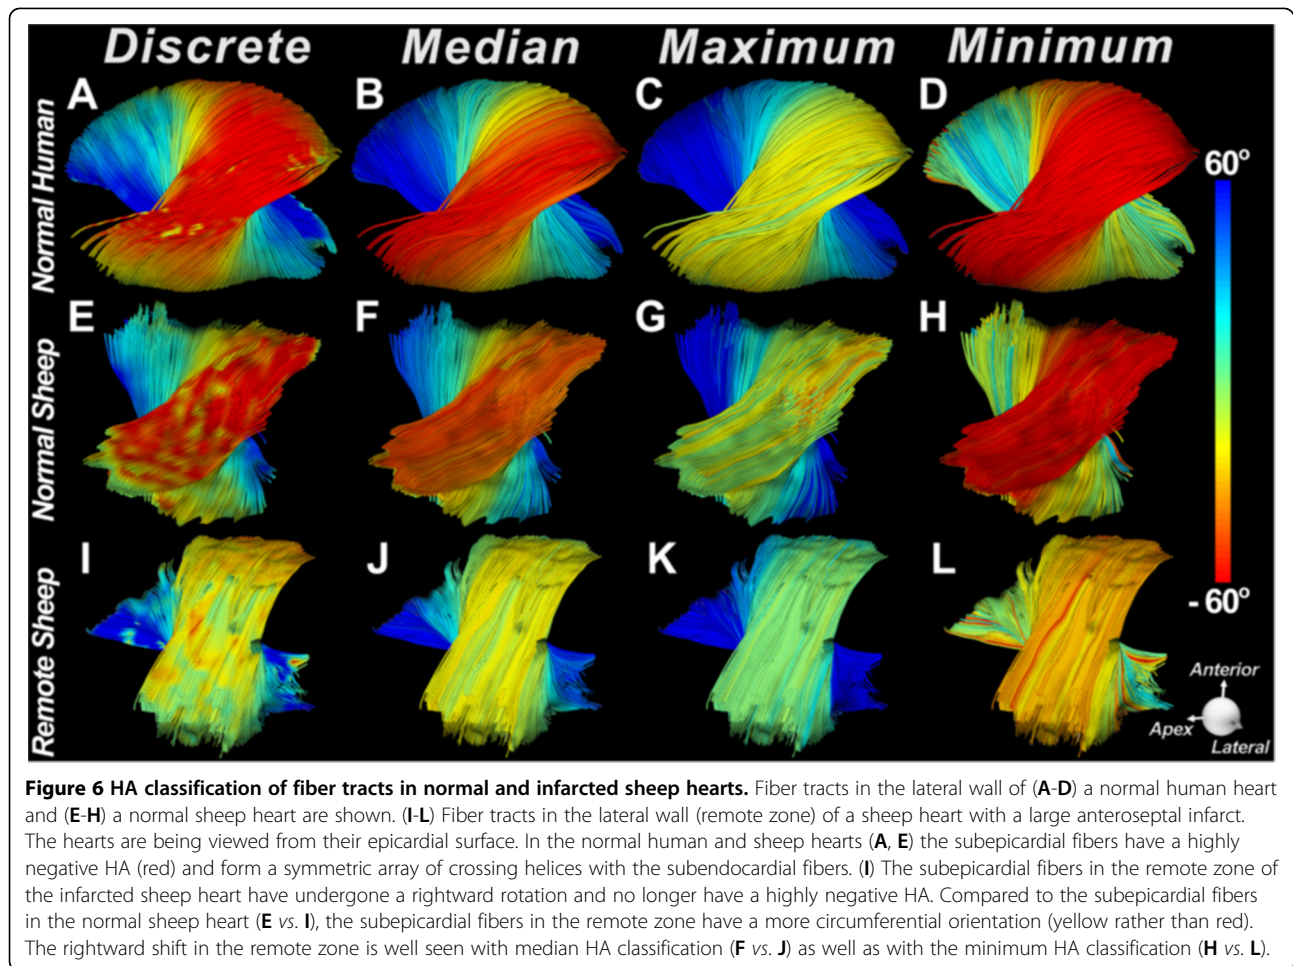 Discrete Median Maximum Minimum
Normal Human
A B C D
60º
Normal Sheep
E F G H
Remote Sheep
I J K L
- 60º
Anterior
Apex
Lateral
Figure 6 HA classification of fiber tracts in normal and infarcted sheep hearts. Fiber tracts in the lateral wall of (A-D) a normal human heart
and (E-H) a normal sheep heart are shown. (I-L) Fiber tracts in the lateral wall (remote zone) of a sheep heart with a large anteroseptal infarct.
The hearts are being viewed from their epicardial surface. In the normal human and sheep hearts (A, E) the subepicardial fibers have a highly
negative HA (red) and form a symmetric array of crossing helices with the subendocardial fibers. (I) The subepicardial fibers in the remote zone of
the infarcted sheep heart have undergone a rightward rotation and no longer have a highly negative HA. Compared to the subepicardial fibers
in the normal sheep heart (E vs. I), the subepicardial fibers in the remote zone have a more circumferential orientation (yellow rather than red).
The rightward shift in the remote zone is well seen with median HA classification (F vs. J) as well as with the minimum HA classification (H vs. L).